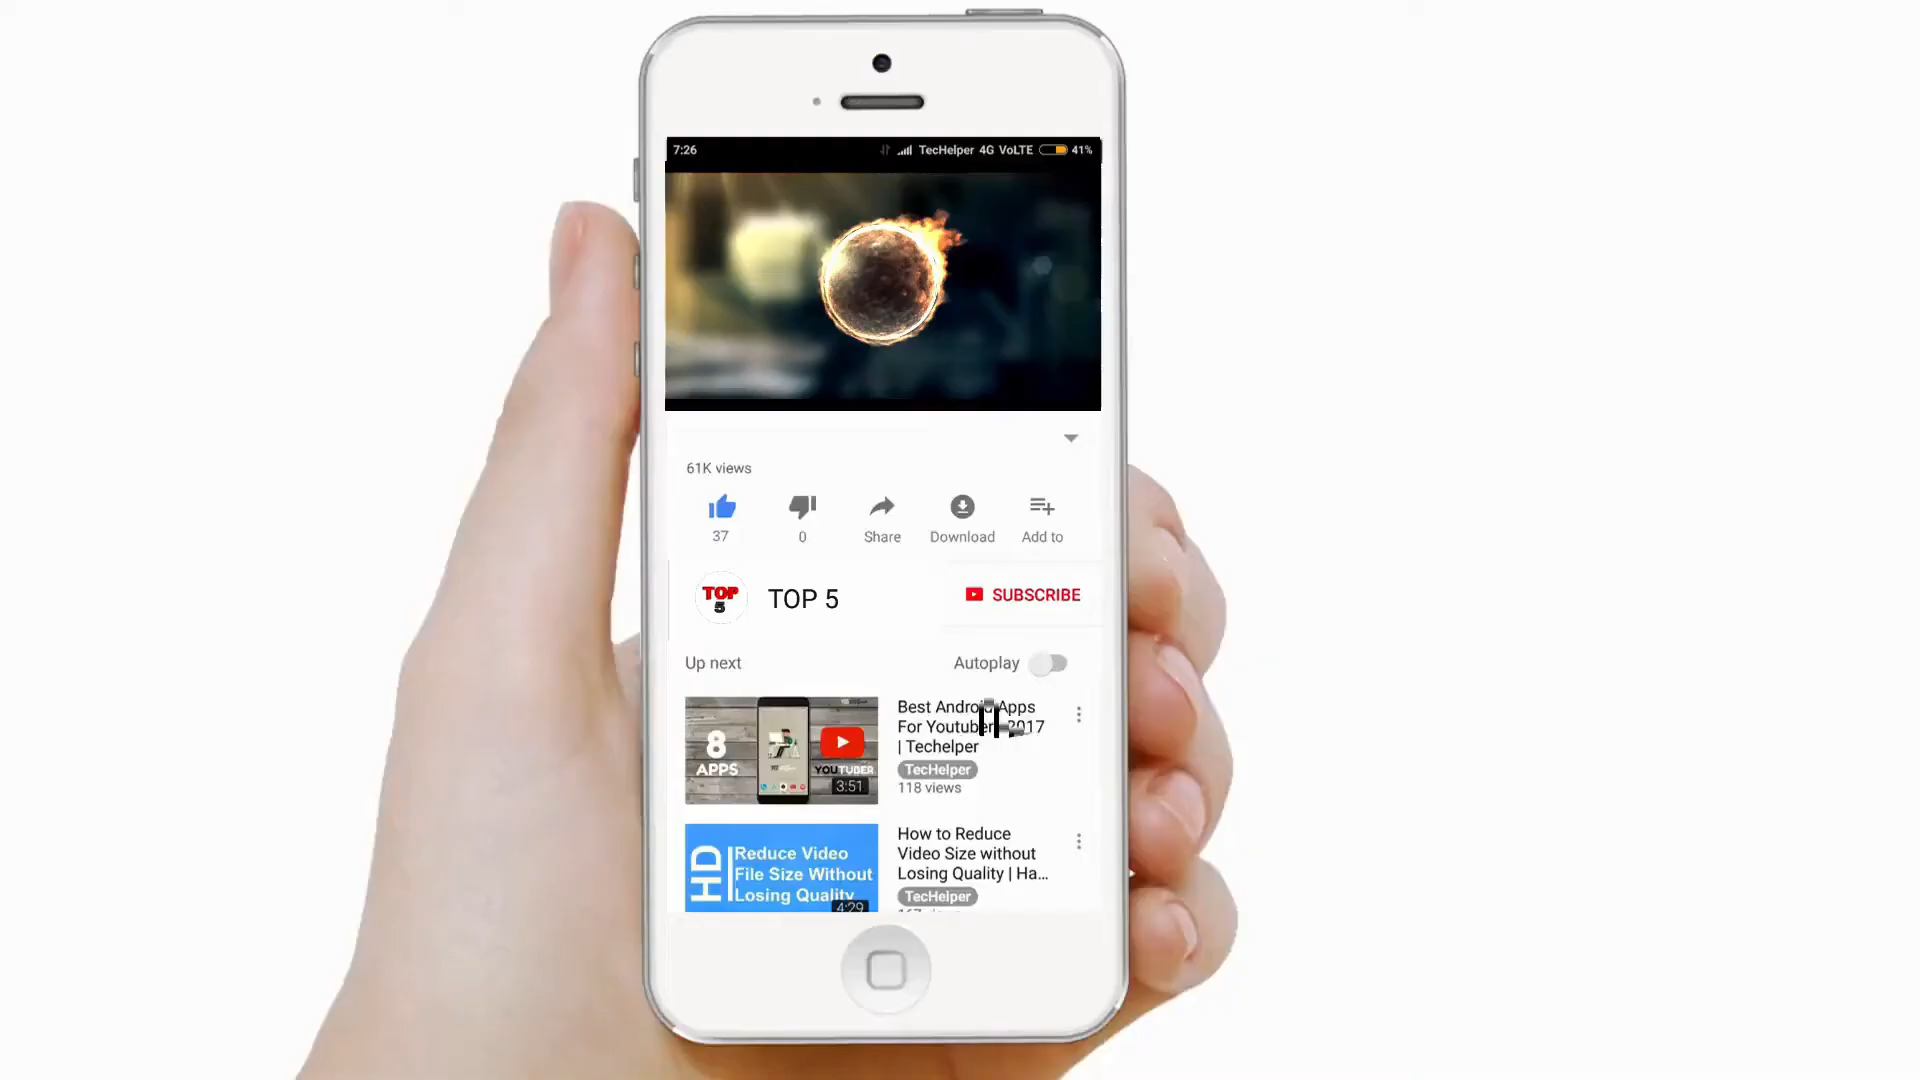 7:26 TecHelper 4G VoLTE 41%
61K views
37 0 Share Download Add to
TOP
5
TOP 5
SUBSCRIBE
Up next Autoplay
8
APPS
YOUTUBER
3:51
Best Android Apps
For Youtubers 2017
| Techelper
TecHelper
118 views
HD
Reduce Video
File Size Without
Losing Quality
4:29
How to Reduce
Video Size without
Losing Quality | Ha...
TecHelper